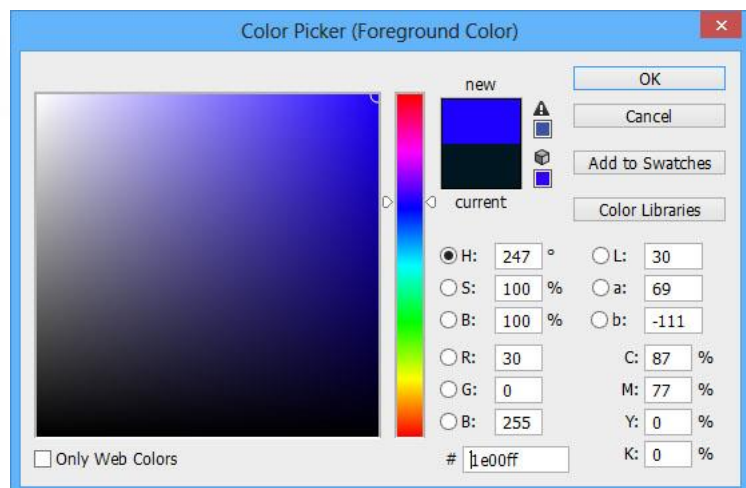 Color Picker (Foreground Color)
new
current
OK
Cancel
Add to Swatches
Color Libraries
H: 247 °
S: 100 %
B: 100 %
R: 30
G: 0
B: 255
# 1e00ff
L: 30
a: 69
b: -111
C: 87 %
M: 77 %
Y: 0 %
K: 0 %
Only Web Colors